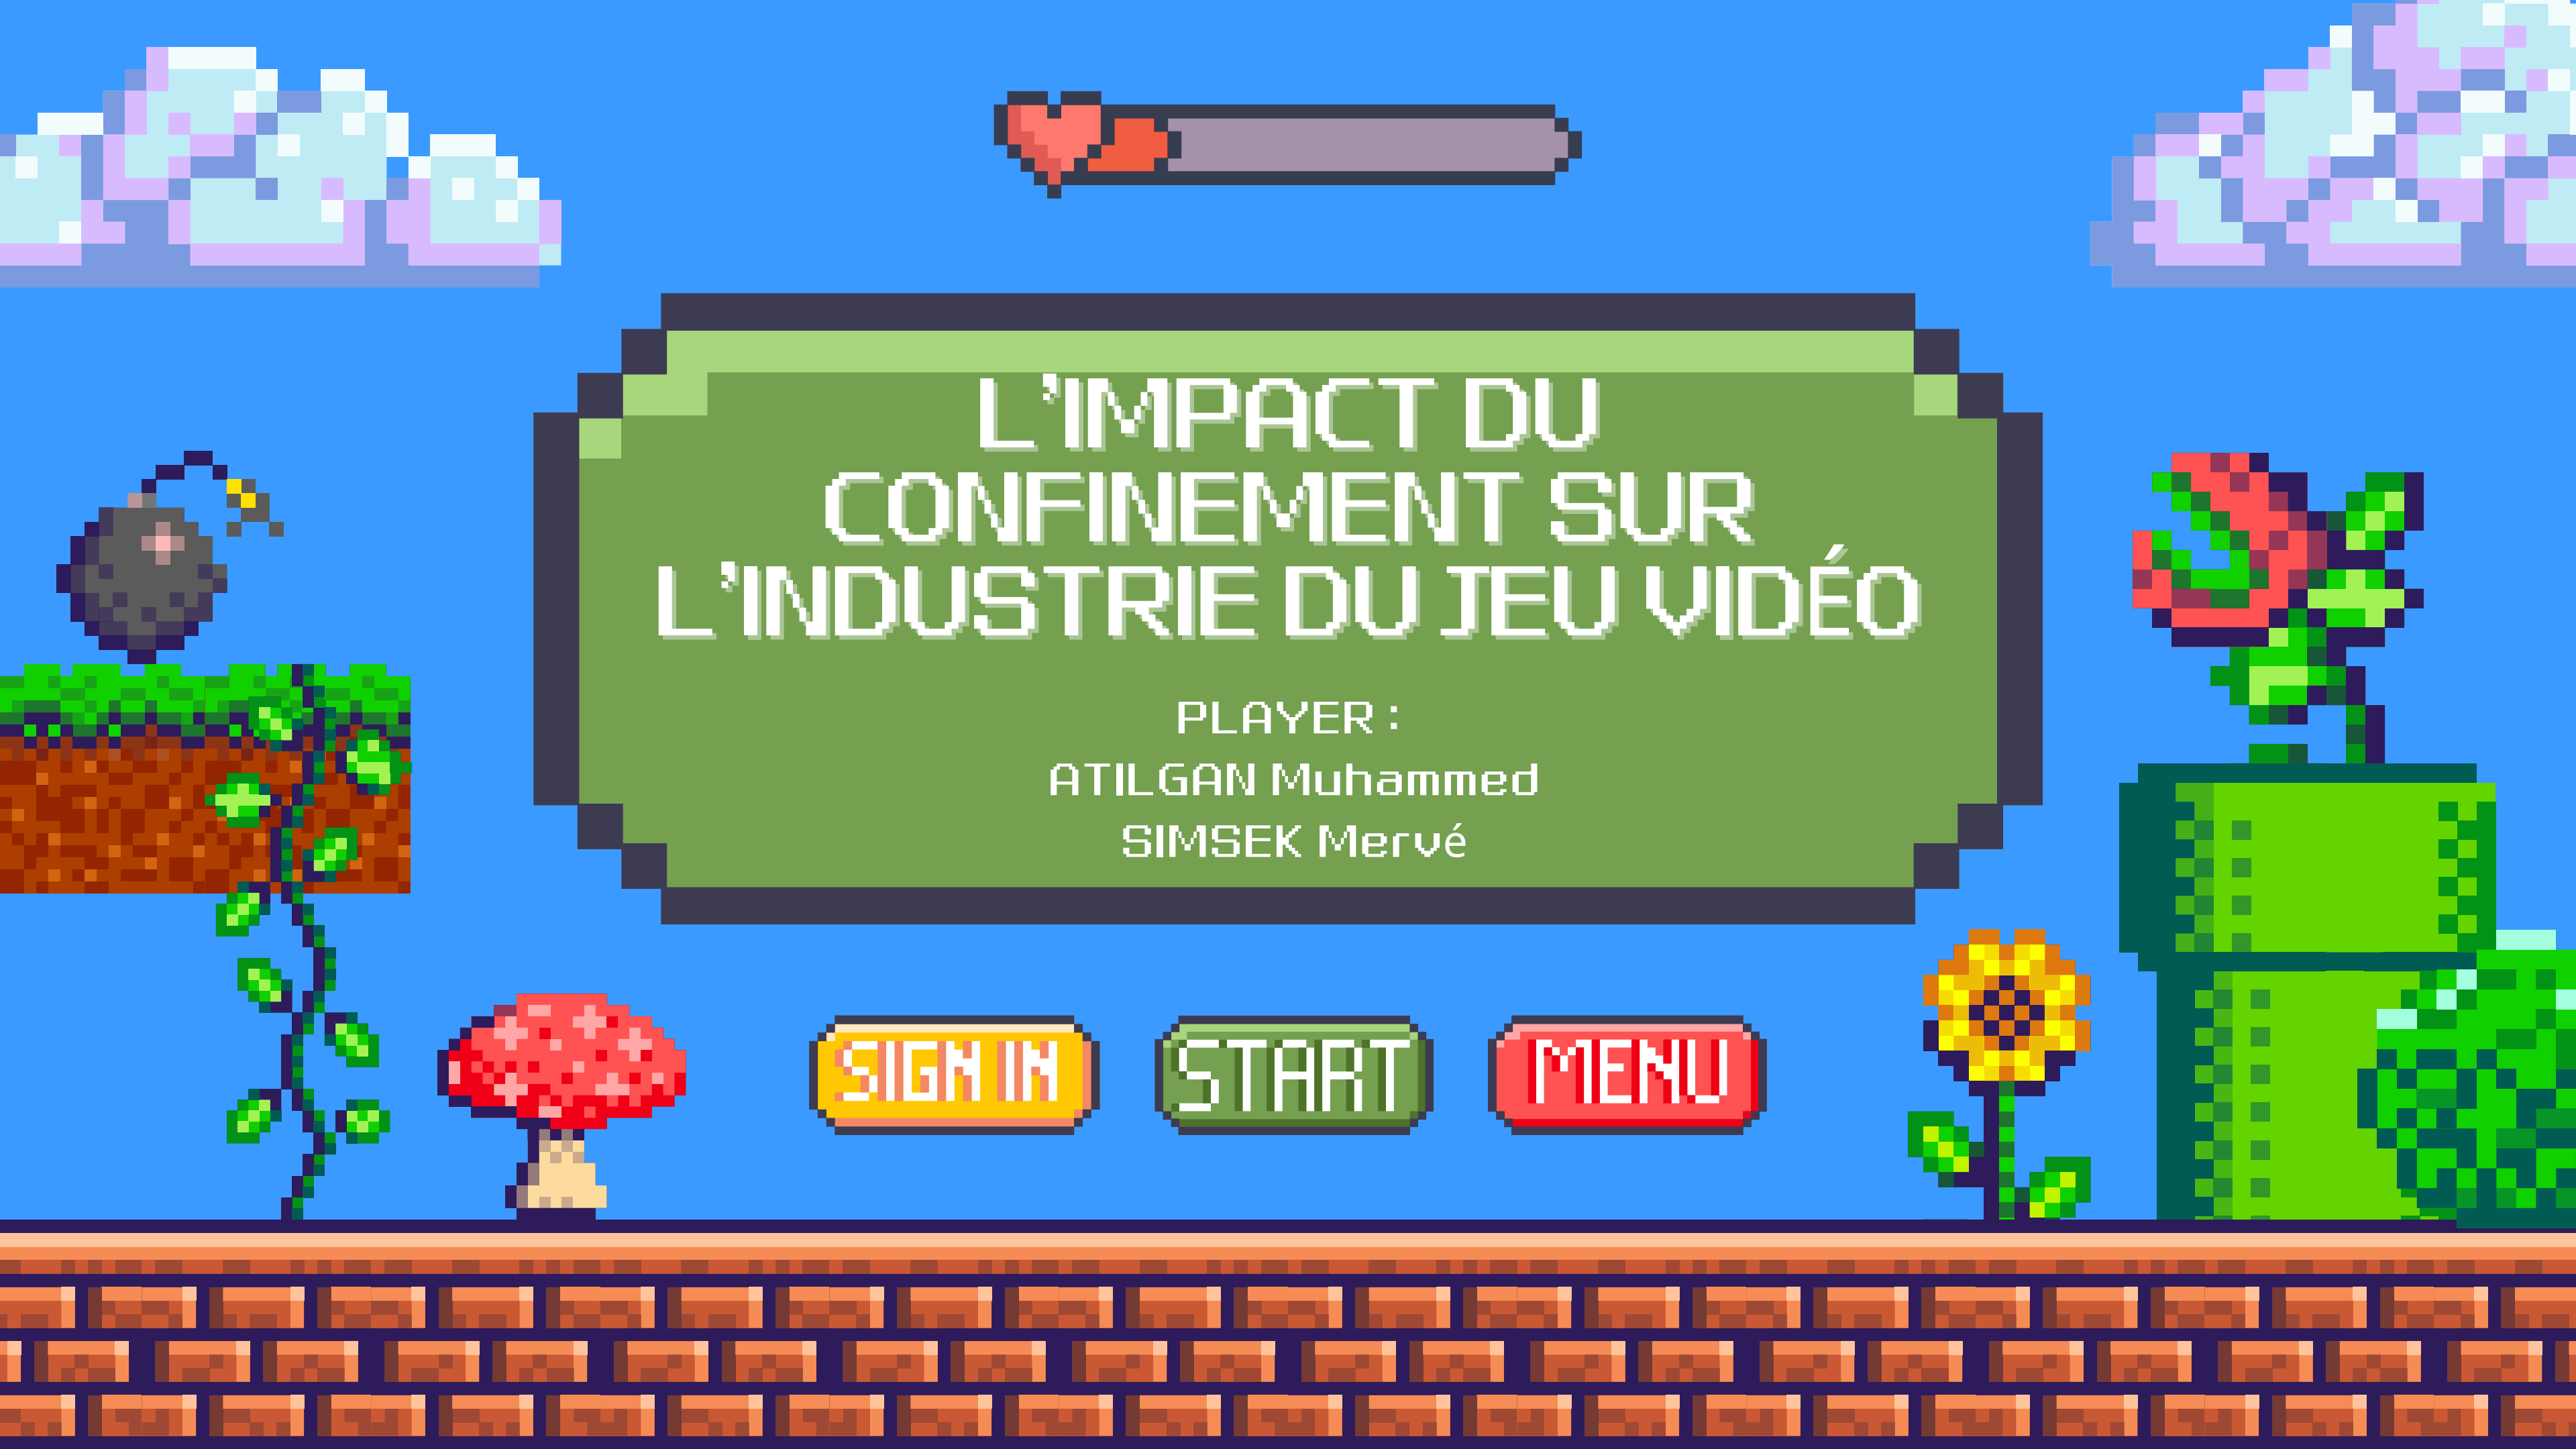 L'IMPACT DU
CONFINEMENT SUR
L'INDUSTRIE DU JEU VIDÉO
PLAYER :
ATILGAN Muhammed
SIMSEK Mervé
SIGN IN
START
MENU